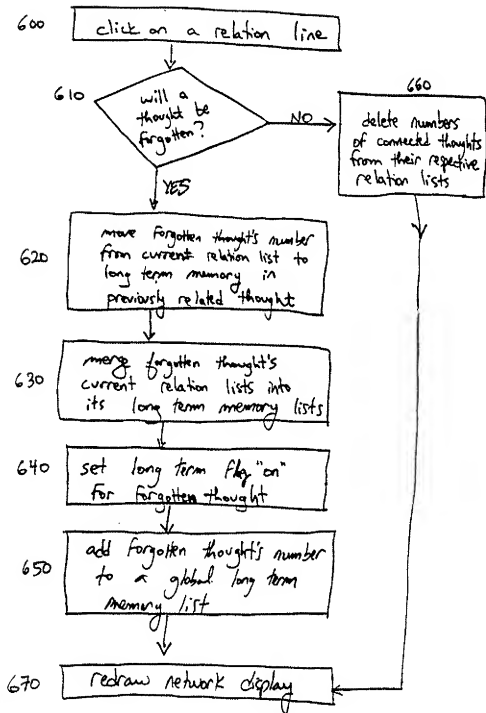 600
click on a relation line
610
will a
thought be
forgotten?
NO
660
delete numbers
of connected thoughts
from their respective
relation lists
YES
620
move forgotten thought's number
from current relation list to
long term memory in
previously related thought
630
merge forgotten thought's
current relation lists into
its long term memory lists
640
set long term flag "on"
for forgotten thought
650
add forgotten thought's number
to a global long term
memory list
670
redraw network display